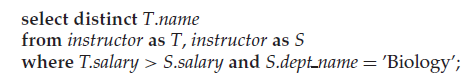 select distinct T.name
from instructor as T, instructor as S
where T.salary > S.salary and S.dept_name = ’Biology’;